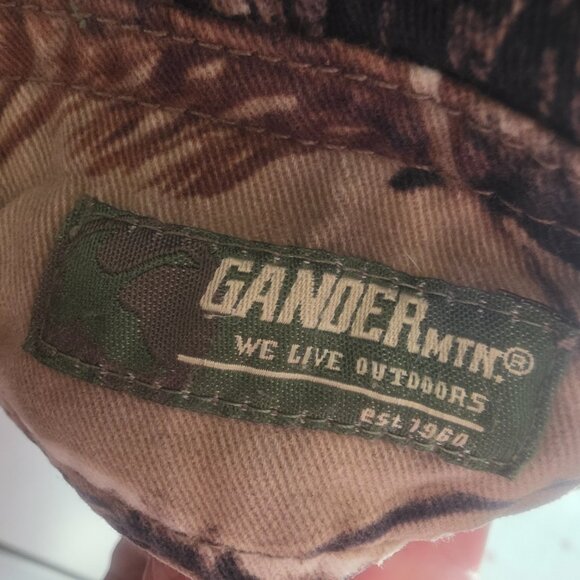 GANDER MTN.®
WE LIVE OUTDOORS
est 1960